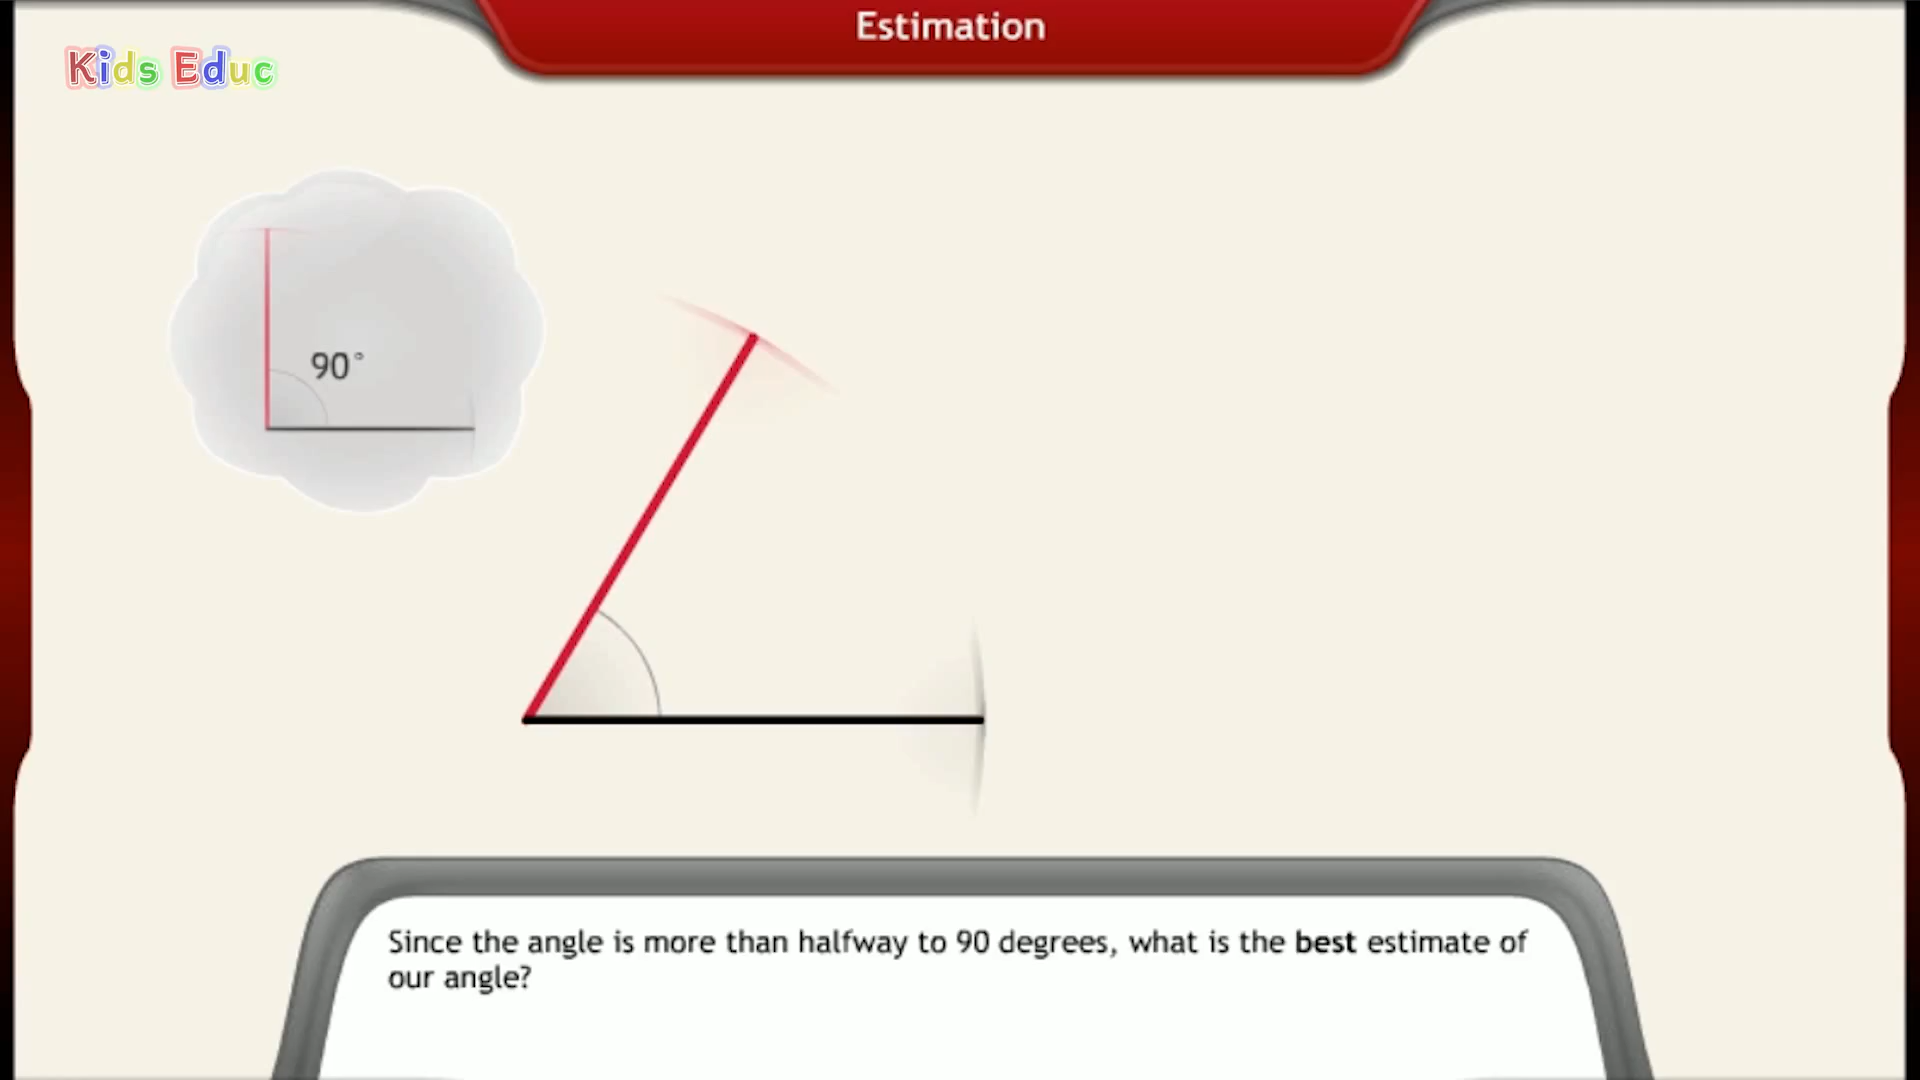 Estimation
Kids Educ
90°
Since the angle is more than halfway to 90 degrees, what is the best estimate of
our angle?